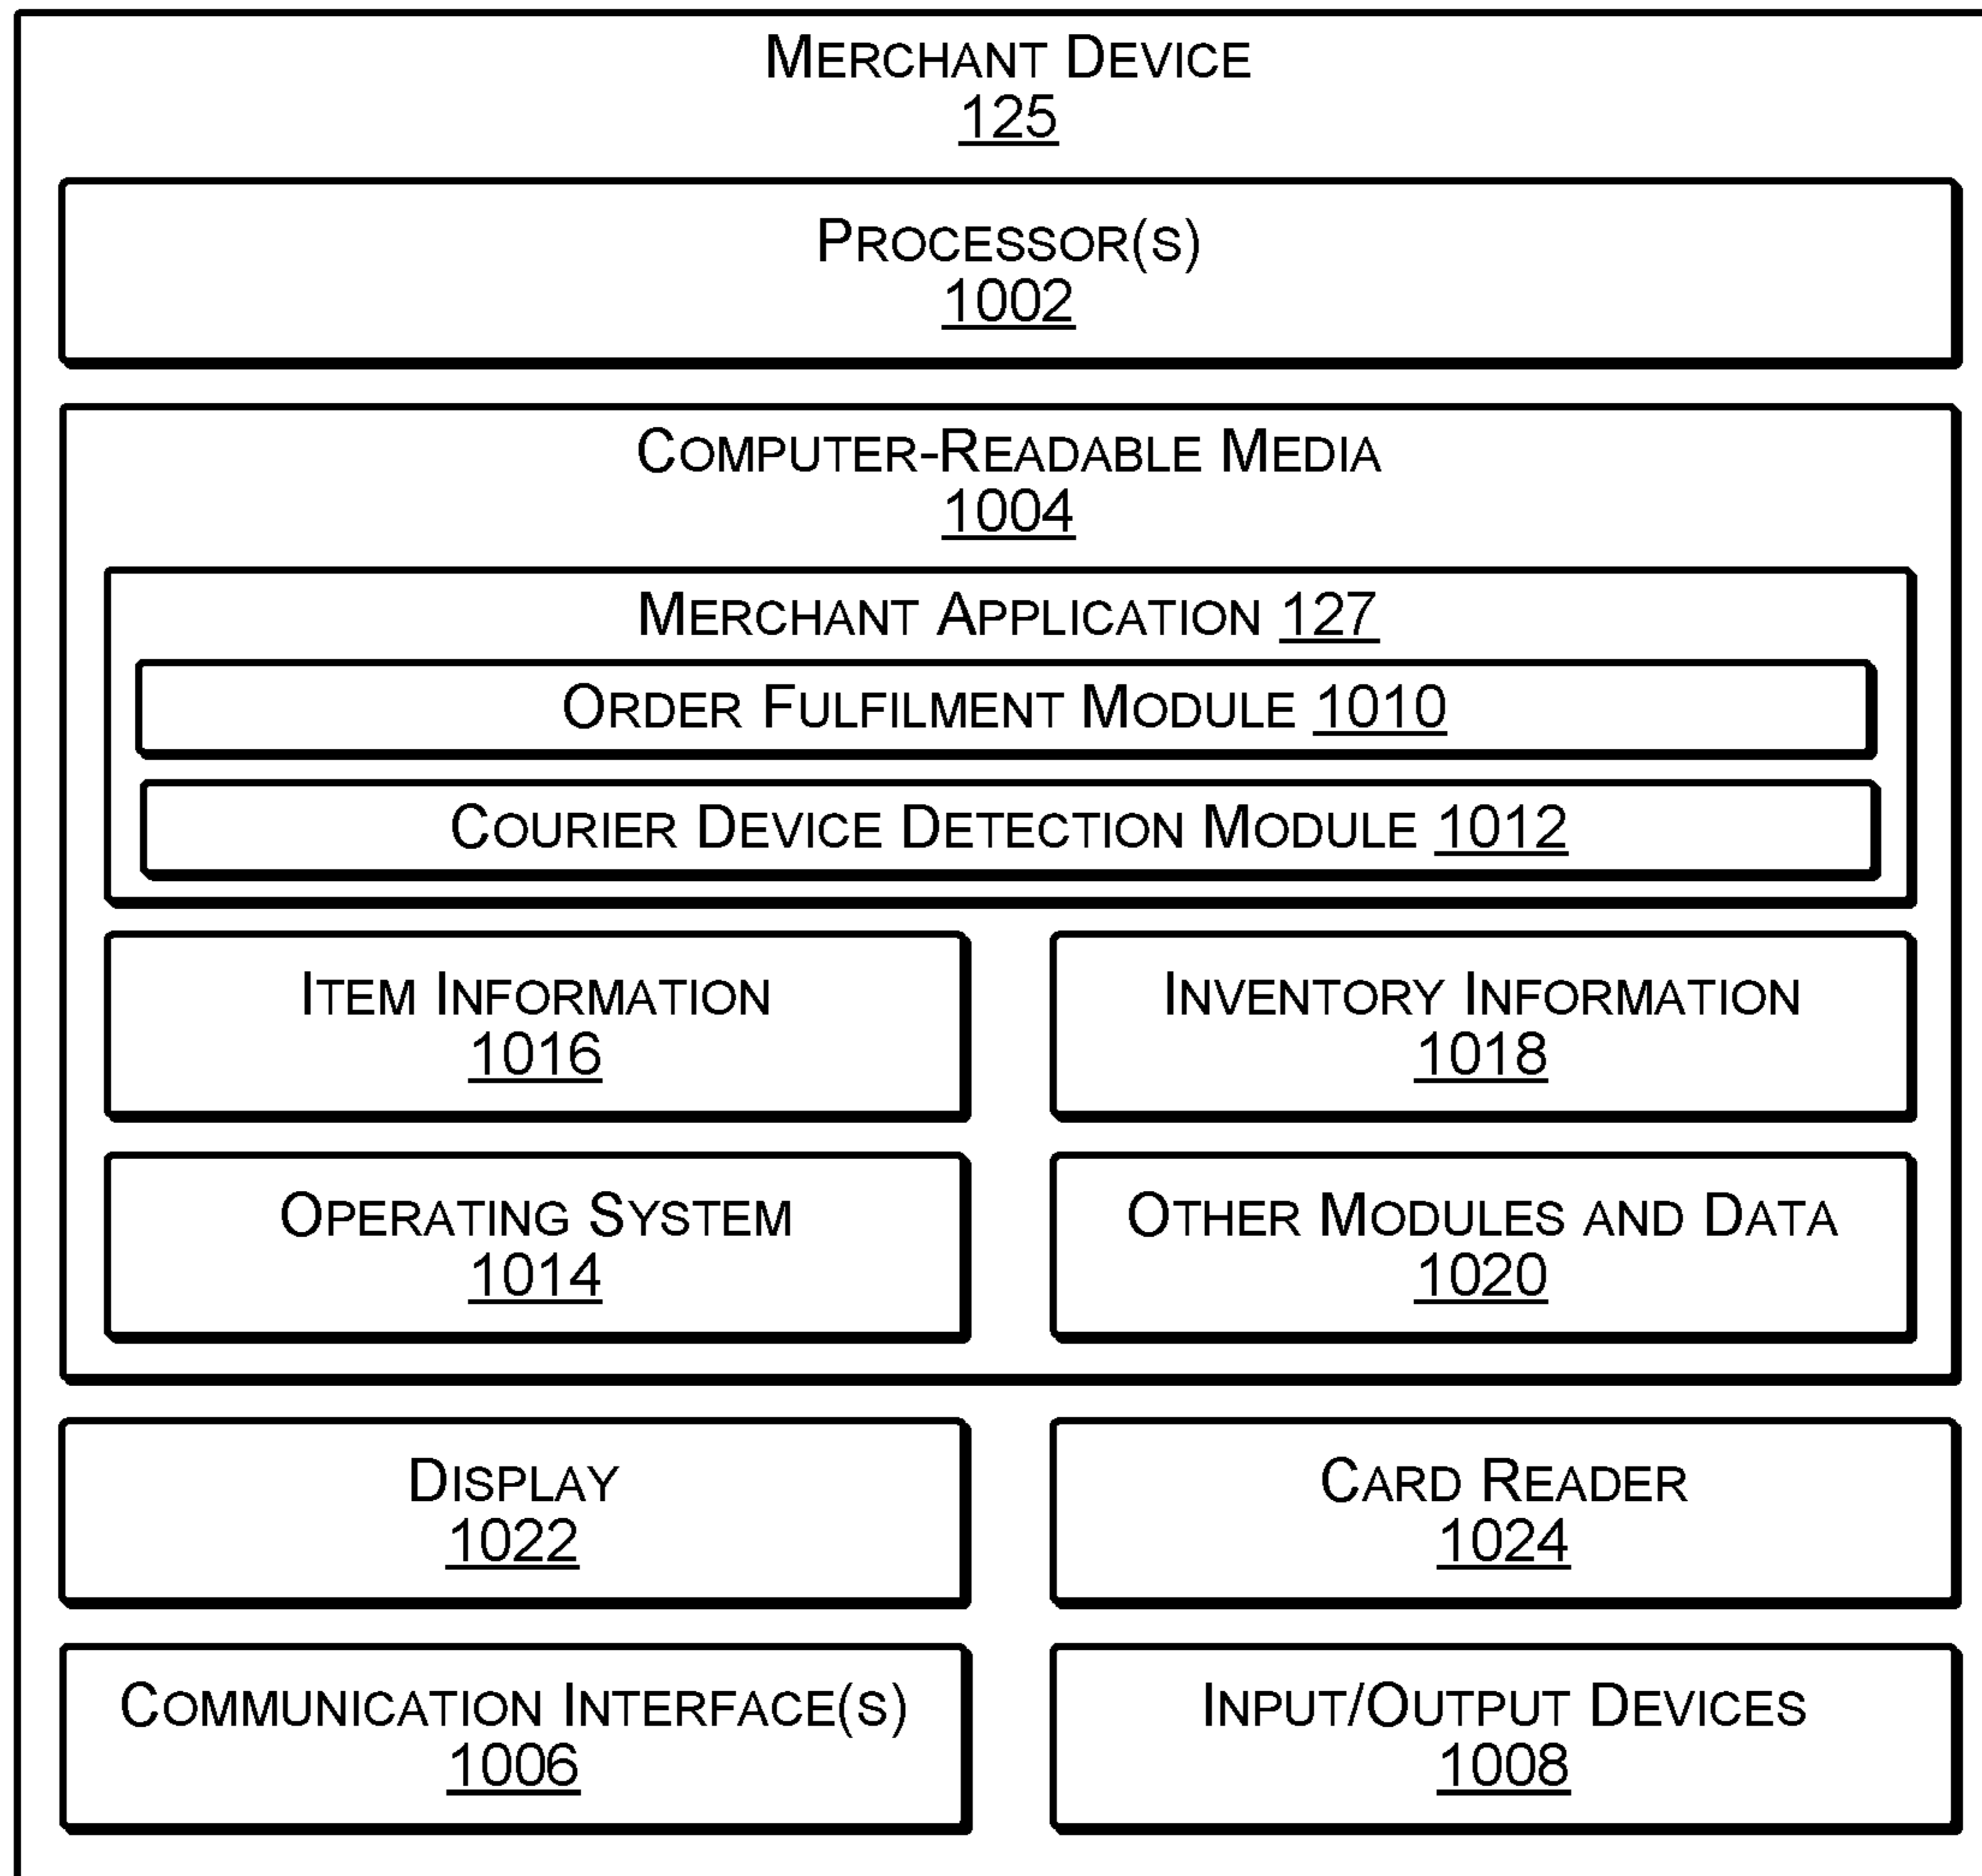 MERCHANT DEVICE
125
PROCESSOR(S)
1002
COMPUTER-READABLE MEDIA
1004
MERCHANT APPLICATION 127
ORDER FULFILMENT MODULE 1010
COURIER DEVICE DETECTION MODULE 1012
ITEM INFORMATION
1016
INVENTORY INFORMATION
1018
OPERATING SYSTEM
1014
OTHER MODULES AND DATA
1020
DISPLAY
1022
CARD READER
1024
COMMUNICATION INTERFACE(S)
1006
INPUT/OUTPUT DEVICES
1008